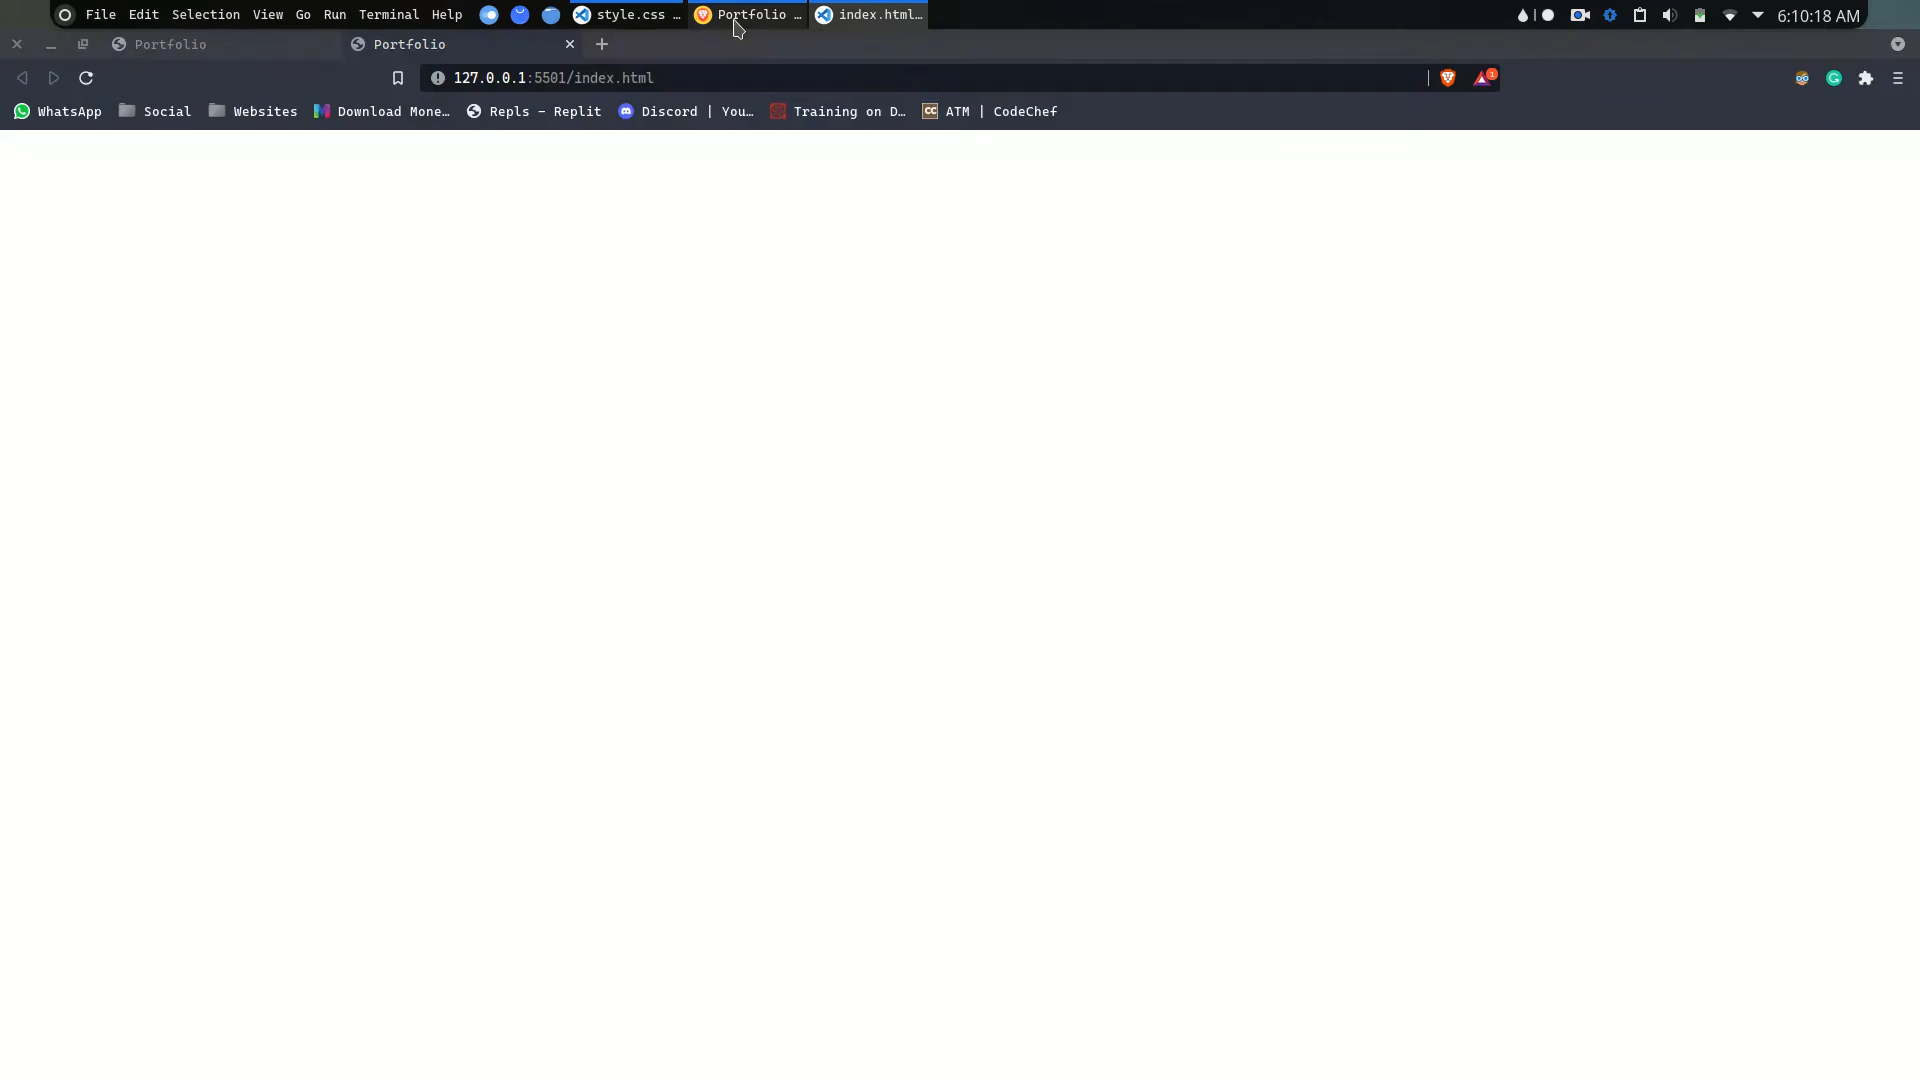 File Edit Selection View Go Run Terminal Help style.css … Portfolio … index.html… 6:10:18 AM
Portfolio Portfolio
127.0.0.1:5501/index.html 1
WhatsApp Social Websites Download Mone… Repls - Replit Discord | You… Training on D… CC ATM | CodeChef